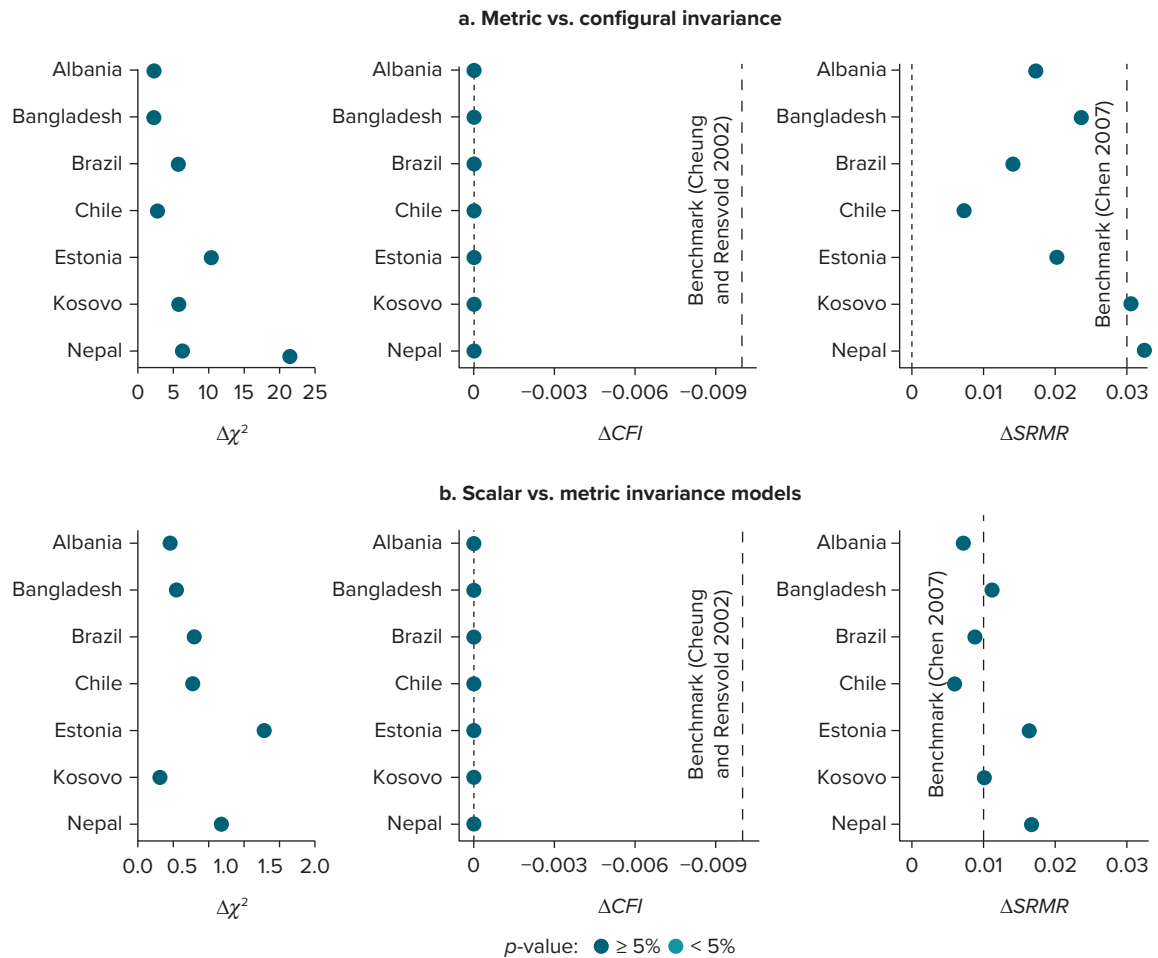 a. Metric vs. configural invariance
Albania
Bangladesh
Brazil
Chile
Estonia
Kosovo
Nepal
0 5 10 15 20 25
Δχ²
Albania
Bangladesh
Brazil
Chile
Estonia
Kosovo
Nepal
Benchmark (Cheung
and Rensvold 2002)
0 −0.003 −0.006 −0.009
ΔCFI
Albania
Bangladesh
Brazil
Chile
Estonia
Kosovo
Nepal
Benchmark (Chen 2007)
0 0.01 0.02 0.03
ΔSRMR
b. Scalar vs. metric invariance models
Albania
Bangladesh
Brazil
Chile
Estonia
Kosovo
Nepal
0.0 0.5 1.0 1.5 2.0
Δχ²
Albania
Bangladesh
Brazil
Chile
Estonia
Kosovo
Nepal
Benchmark (Cheung
and Rensvold 2002)
0 −0.003 −0.006 −0.009
ΔCFI
Albania
Bangladesh
Brazil
Chile
Estonia
Kosovo
Nepal
Benchmark (Chen 2007)
0 0.01 0.02 0.03
ΔSRMR
p-value: ≥ 5% < 5%